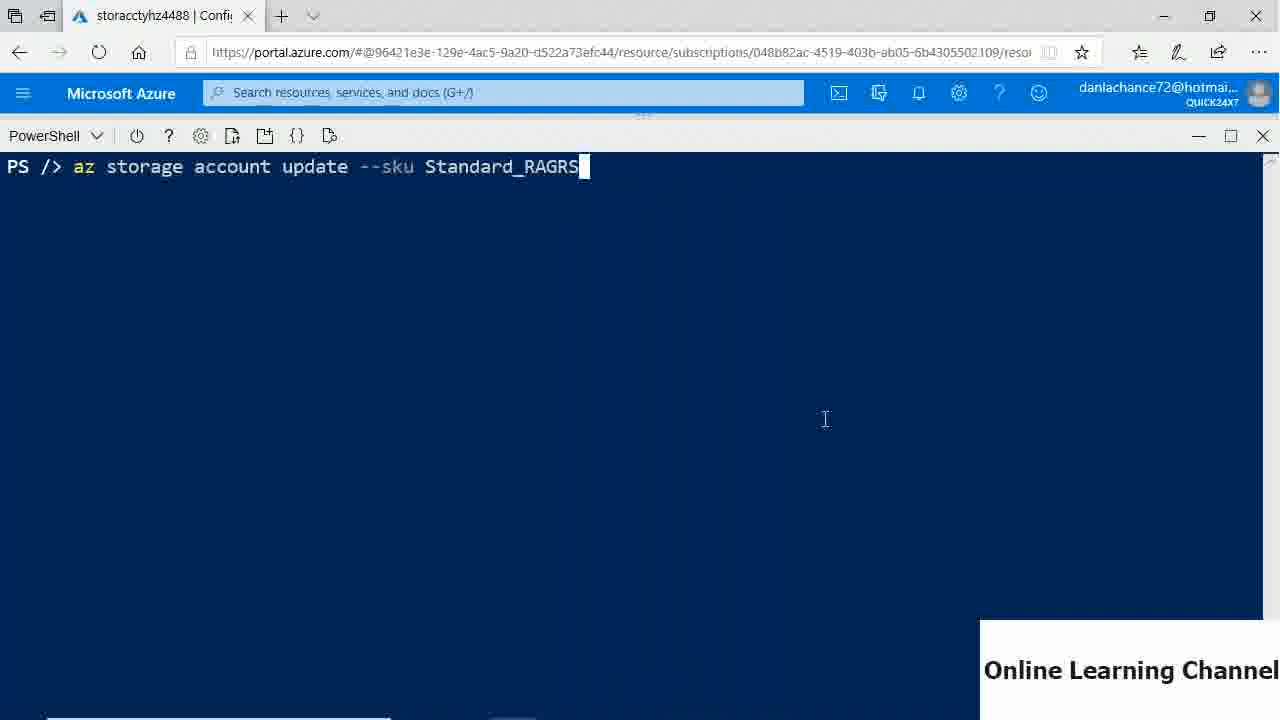 storacctyhz4488 | Config
https://portal.azure.com/#@96421e3e-129e-4ac5-9a20-d522a73efc44/resource/subscriptions/048b82ac-4519-403b-ab05-6b4305502109/resou
Microsoft Azure
Search resources, services, and docs (G+/)
danlachance72@hotmai...
QUICK24X7
PowerShell
PS /> az storage account update --sku Standard_RAGRS
Online Learning Channel